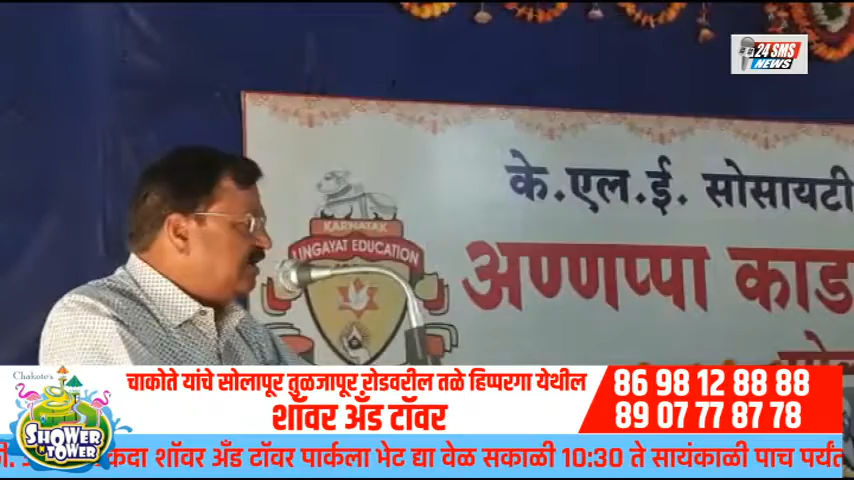 24 SMS
NEWS
के.एल.ई. सोसायटी
KARNATAK
LINGAYAT EDUCATION
अण्णप्पा काड
Chakote's
SHOWER
N
TOWER
चाकोते यांचे सोलापूर तुळजापूर रोडवरील तळे हिप्परगा येथील
शॉवर अँड टॉवर
86 98 12 88 88
89 07 77 87 78
कदा शॉवर अँड टॉवर पार्कला भेट द्या वेळ सकाळी 10:30 ते सायंकाळी पाच पर्यंत